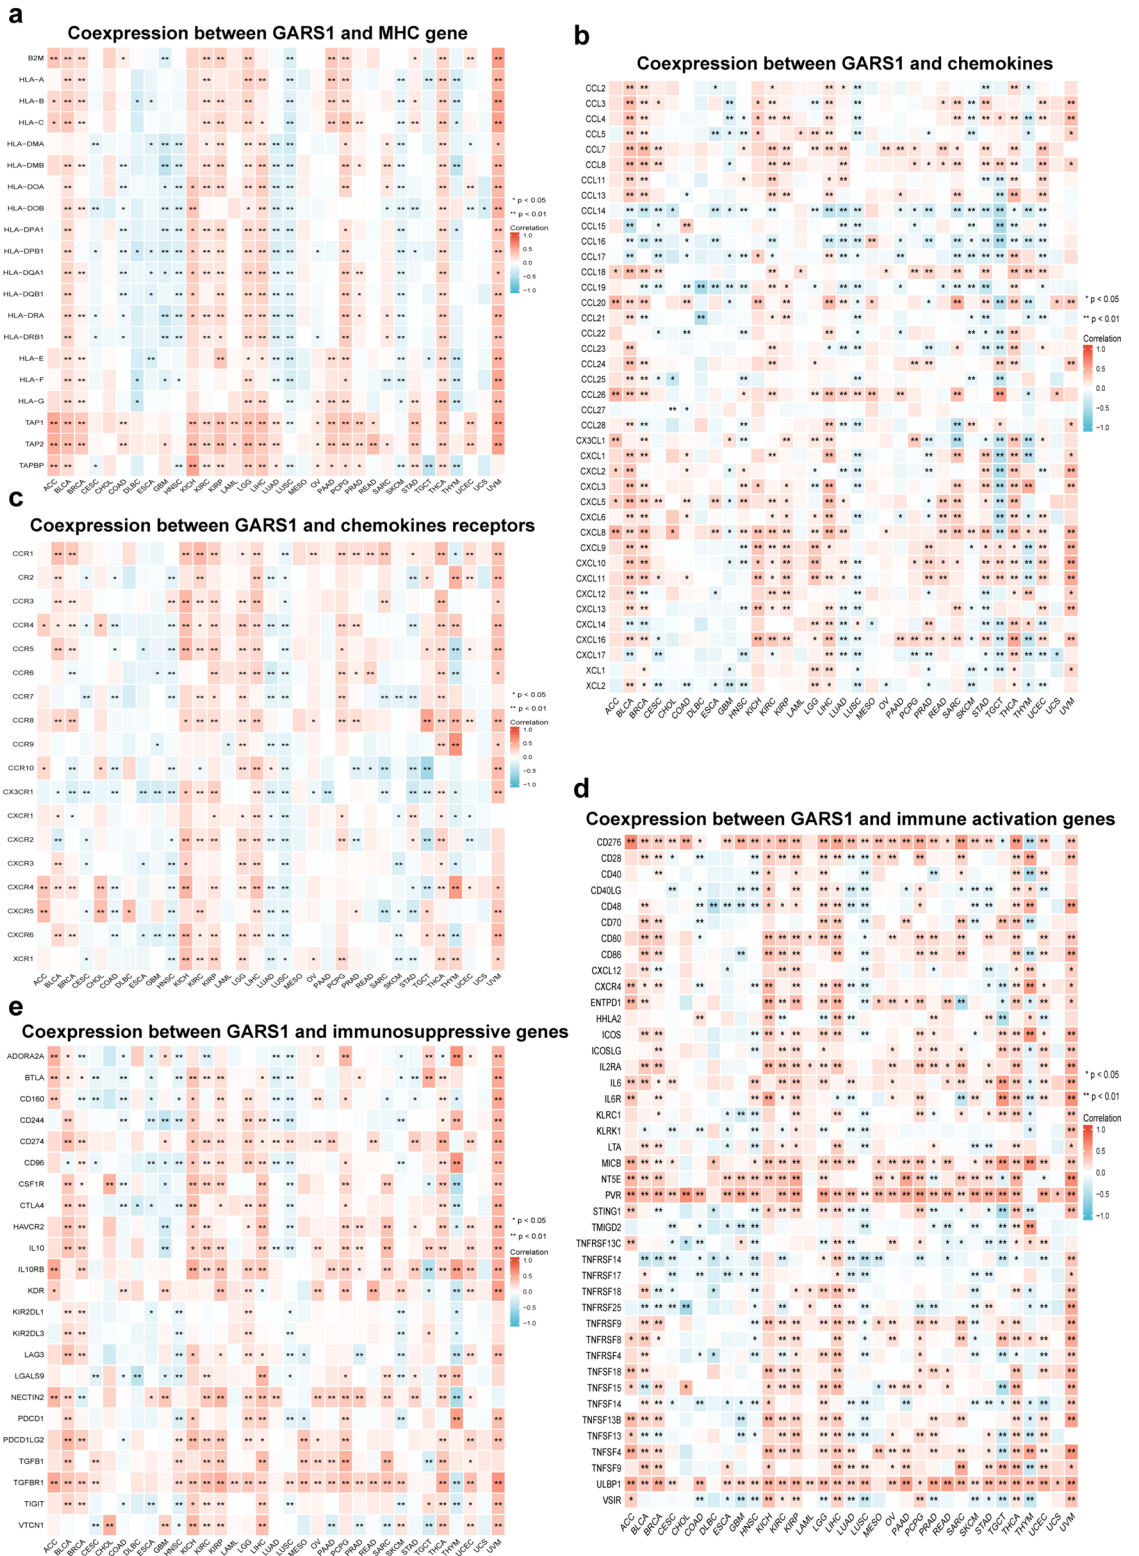 a
Coexpression between GARS1 and MHC gene
B2M
HLA-A
HLA-B
HLA-C
HLA-DMA
HLA-DMB
HLA-DOA
HLA-DOB
HLA-DPA1
HLA-DPB1
HLA-DQA1
HLA-DQB1
HLA-DRA
HLA-DRB1
HLA-E
HLA-F
HLA-G
TAP1
TAP2
TAPBP
ACC BLCA BRCA CESC CHOL COAD DLBC ESCA GBM HNSC KICH KIRC KIRP LAML LGG LIHC LUAD LUSC MESO OV PAAD PCPG PRAD READ SARC SKCM STAD TGCT THCA THYM UCEC UCS UVM
* p < 0.05
** p < 0.01
Correlation
1.0
0.5
0.0
−0.5
−1.0
b
Coexpression between GARS1 and chemokines
CCL2
CCL3
CCL4
CCL5
CCL7
CCL8
CCL11
CCL13
CCL14
CCL15
CCL16
CCL17
CCL18
CCL19
CCL20
CCL21
CCL22
CCL23
CCL24
CCL25
CCL26
CCL27
CCL28
CX3CL1
CXCL1
CXCL2
CXCL3
CXCL5
CXCL6
CXCL8
CXCL9
CXCL10
CXCL11
CXCL12
CXCL13
CXCL14
CXCL16
CXCL17
XCL1
XCL2
ACC BLCA BRCA CESC CHOL COAD DLBC ESCA GBM HNSC KICH KIRC KIRP LAML LGG LIHC LUAD LUSC MESO OV PAAD PCPG PRAD READ SARC SKCM STAD TGCT THCA THYM UCEC UCS UVM
* p < 0.05
** p < 0.01
Correlation
1.0
0.5
0.0
−0.5
−1.0
c
Coexpression between GARS1 and chemokines receptors
CCR1
CR2
CCR3
CCR4
CCR5
CCR6
CCR7
CCR8
CCR9
CCR10
CX3CR1
CXCR1
CXCR2
CXCR3
CXCR4
CXCR5
CXCR6
XCR1
ACC BLCA BRCA CESC CHOL COAD DLBC ESCA GBM HNSC KICH KIRC KIRP LAML LGG LIHC LUAD LUSC MESO OV PAAD PCPG PRAD READ SARC SKCM STAD TGCT THCA THYM UCEC UCS UVM
* p < 0.05
** p < 0.01
Correlation
1.0
0.5
0.0
−0.5
−1.0
d
Coexpression between GARS1 and immune activation genes
CD276
CD28
CD40
CD40LG
CD48
CD70
CD80
CD86
CXCL12
CXCR4
ENTPD1
HHLA2
ICOS
ICOSLG
IL2RA
IL6
IL6R
KLRC1
KLRK1
LTA
MICB
NT5E
PVR
STING1
TMIGD2
TNFRSF13C
TNFRSF14
TNFRSF17
TNFRSF18
TNFRSF25
TNFRSF9
TNFRSF8
TNFRSF4
TNFSF18
TNFSF15
TNFSF14
TNFSF13B
TNFSF13
TNFSF4
TNFSF9
ULBP1
VSIR
ACC BLCA BRCA CESC CHOL COAD DLBC ESCA GBM HNSC KICH KIRC KIRP LAML LGG LIHC LUAD LUSC MESO OV PAAD PCPG PRAD READ SARC SKCM STAD TGCT THCA THYM UCEC UCS UVM
* p < 0.05
** p < 0.01
Correlation
1.0
0.5
0.0
−0.5
−1.0
e
Coexpression between GARS1 and immunosuppressive genes
ADORA2A
BTLA
CD160
CD244
CD274
CD96
CSF1R
CTLA4
HAVCR2
IL10
IL10RB
KDR
KIR2DL1
KIR2DL3
LAG3
LGALS9
NECTIN2
PDCD1
PDCD1LG2
TGFB1
TGFBR1
TIGIT
VTCN1
ACC BLCA BRCA CESC CHOL COAD DLBC ESCA GBM HNSC KICH KIRC KIRP LAML LGG LIHC LUAD LUSC MESO OV PAAD PCPG PRAD READ SARC SKCM STAD TGCT THCA THYM UCEC UCS UVM
* p < 0.05
** p < 0.01
Correlation
1.0
0.5
0.0
−0.5
−1.0